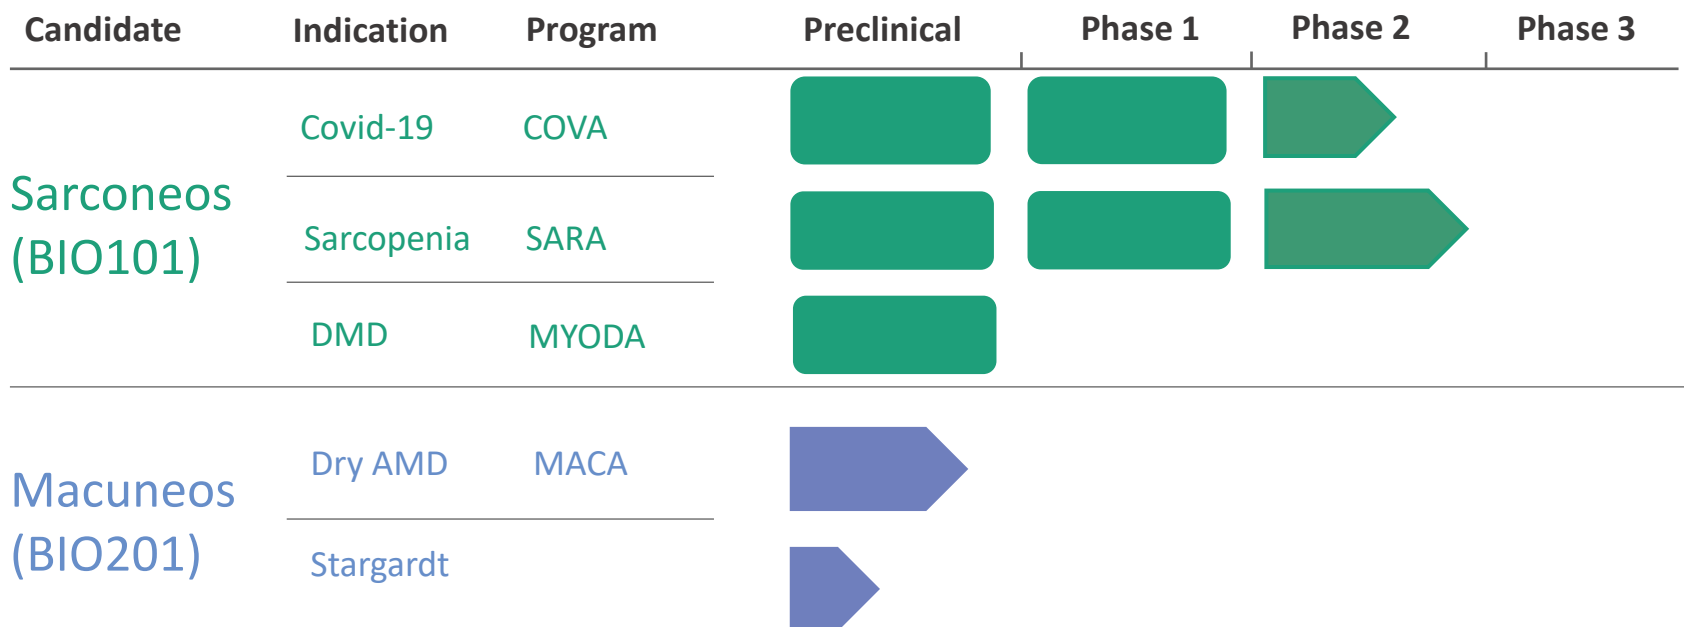 Candidate Indication Program Preclinical Phase 1 Phase 2 Phase 3
Covid-19 COVA
Sarconeos
(BIO101)
Sarcopenia SARA
DMD MYODA
Macuneos
(BIO201)
Dry AMD MACA
Stargardt